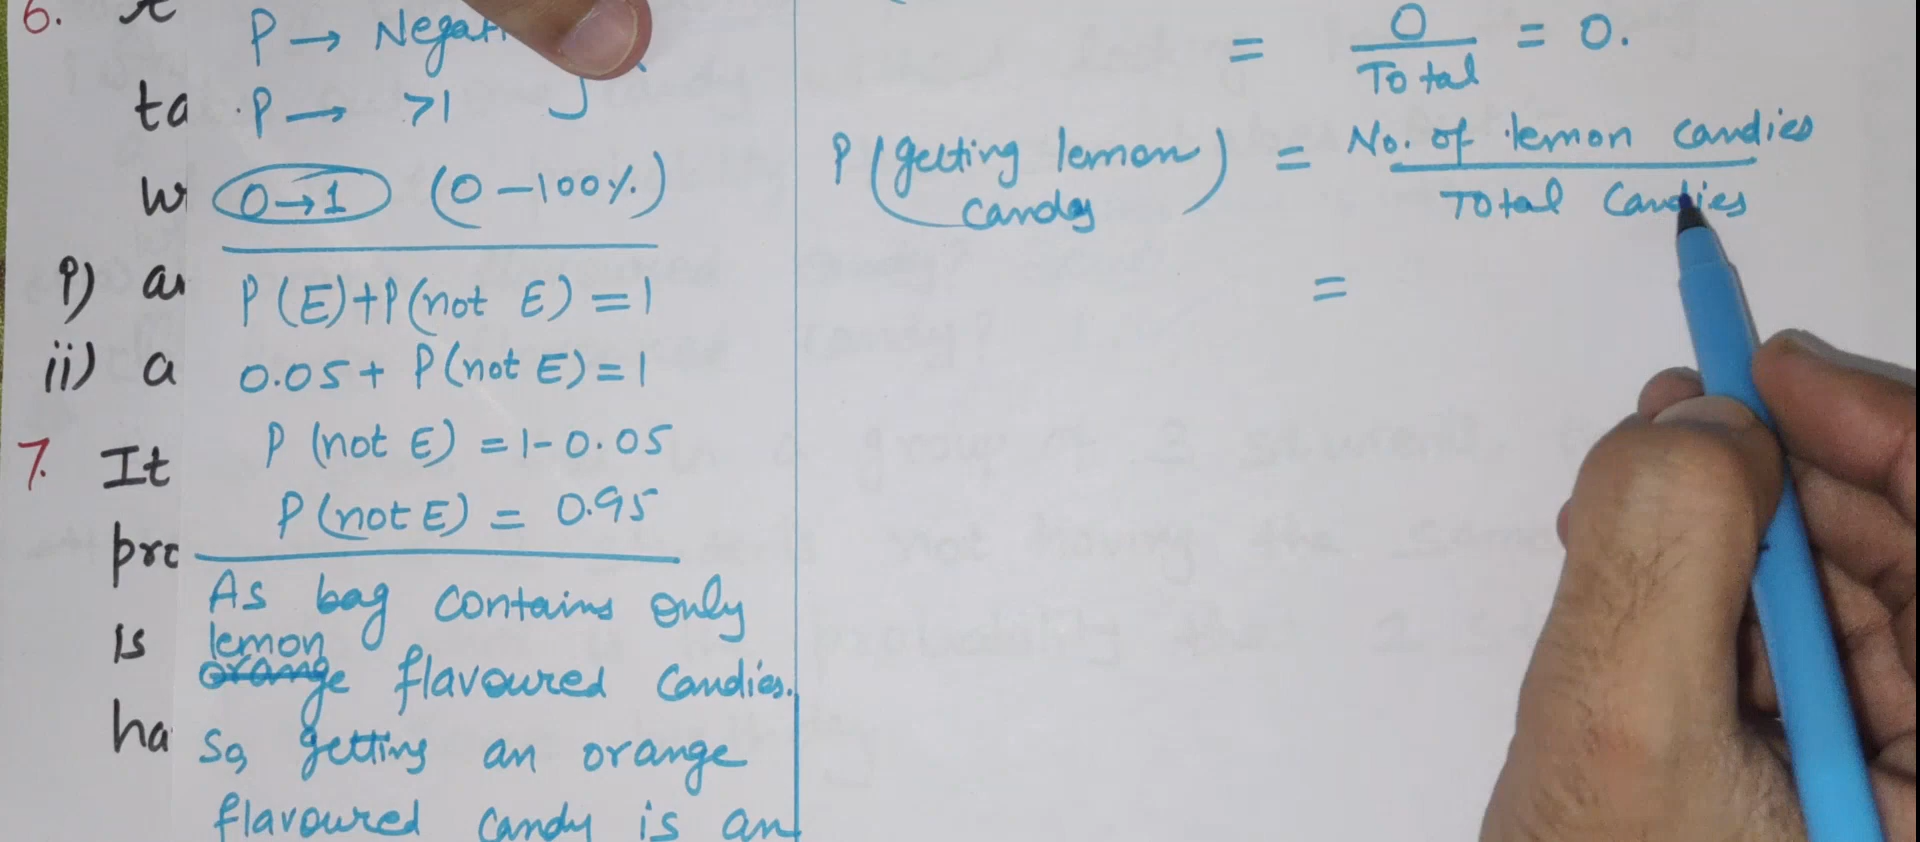 6.
P → Negati
P → >1
0→1 (0-100%)
P(E)+P(not E)=1
0.05+ P(not E)=1
P (not E) =1-0.05
P(not E) = 0.95
As bag contains only
lemon
orange flavoured candies.
So, getting an orange
flavoured candy is an
ta
w
i) a
ii) a
7. It
pro
is
ha
= 0/Total = 0.
P (getting lemon candy) = No. of lemon candies / Total Candies
=